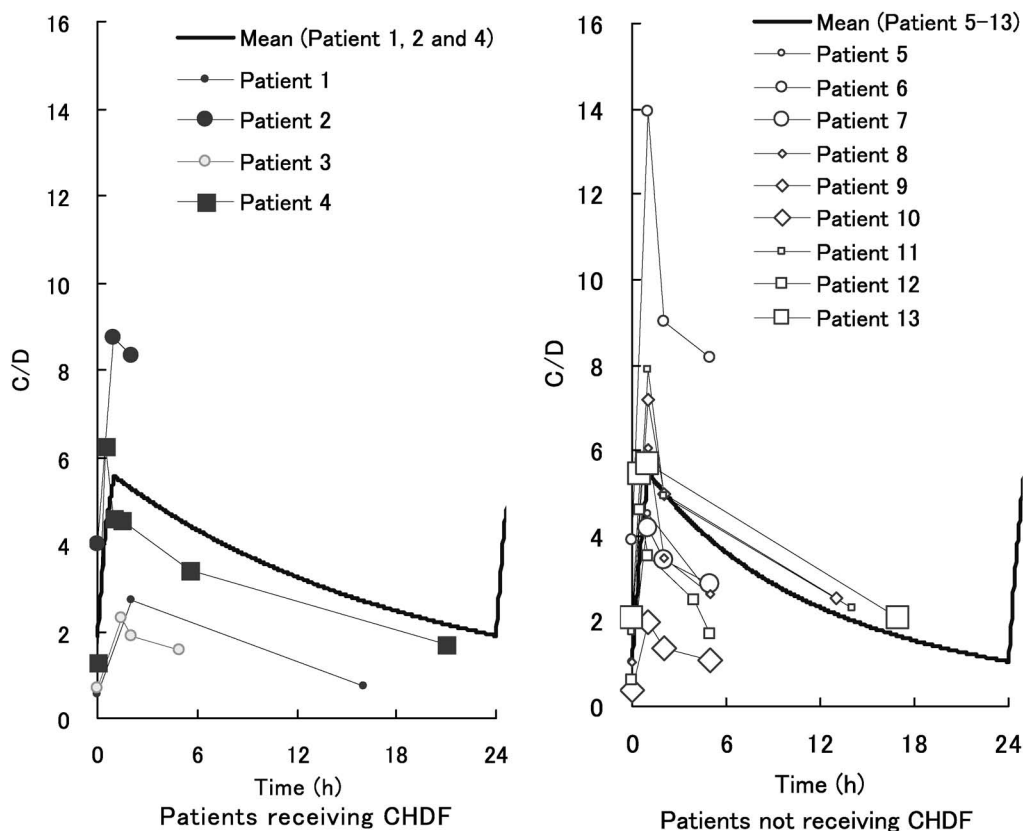 16
14
12
10
8
6
4
2
0
C/D
Mean (Patient 1, 2 and 4)
Patient 1
Patient 2
Patient 3
Patient 4
0 6 12 18 24
Time (h)
Patients receiving CHDF
16
14
12
10
8
6
4
2
0
C/D
Mean (Patient 5-13)
Patient 5
Patient 6
Patient 7
Patient 8
Patient 9
Patient 10
Patient 11
Patient 12
Patient 13
0 6 12 18 24
Time (h)
Patients not receiving CHDF